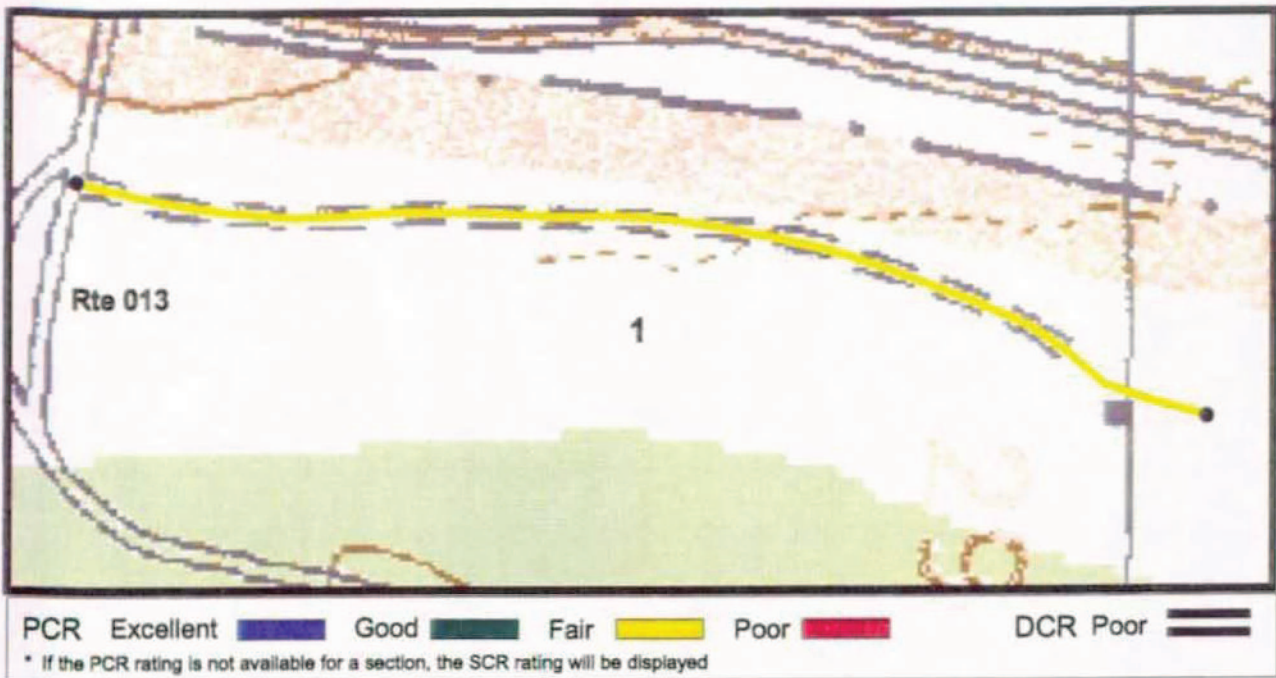 Rte 013
1
PCR Excellent Good Fair Poor DCR Poor
* If the PCR rating is not available for a section, the SCR rating will be displayed